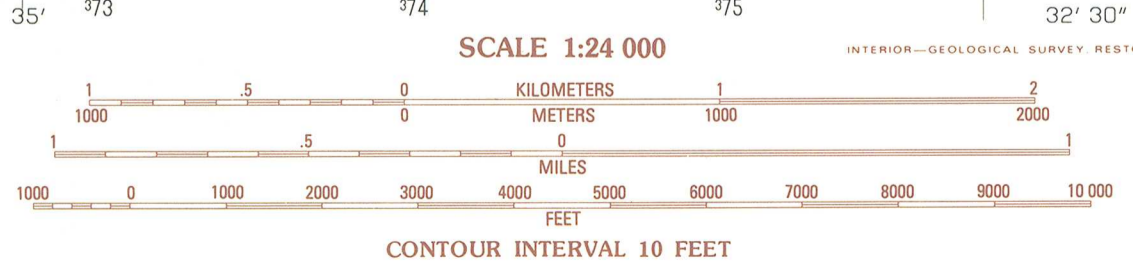 35' ³73 ³74 ³75 32' 30"
SCALE 1:24 000
INTERIOR—GEOLOGICAL SURVEY, RESTO
1 .5 0 KILOMETERS 1 2
1000 0 METERS 1000 2000
1 .5 0 1
MILES
1000 0 1000 2000 3000 4000 5000 6000 7000 8000 9000 10 000
FEET
CONTOUR INTERVAL 10 FEET